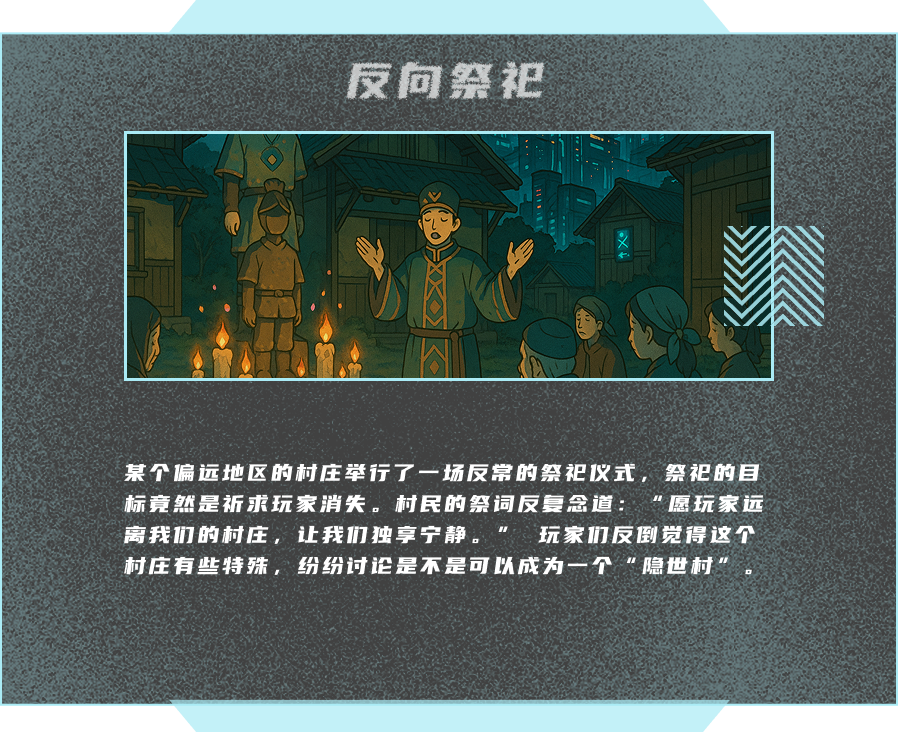 反向祭祀
某个偏远地区的村庄举行了一场反常的祭祀仪式，祭祀的目
标竟然是祈求玩家消失。村民的祭词反复念道：“愿玩家远
离我们的村庄，让我们独享宁静。” 玩家们反倒觉得这个
村庄有些特殊，纷纷讨论是不是可以成为一个“隐世村”。